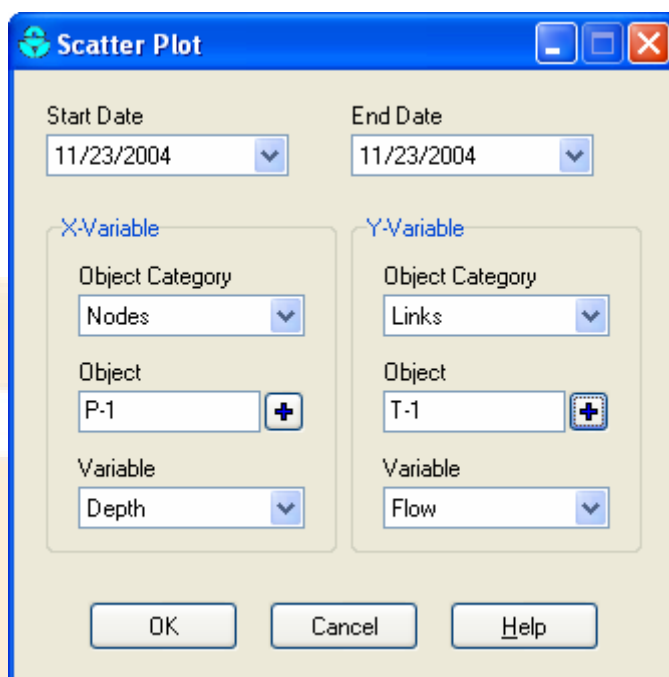 Scatter Plot
Start Date
End Date
11/23/2004
11/23/2004
X-Variable
Y-Variable
Object Category
Object Category
Nodes
Links
Object
Object
P-1
T-1
Variable
Variable
Depth
Flow
OK
Cancel
Help